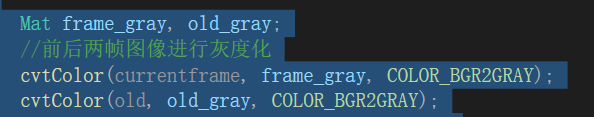 Mat frame_gray, old_gray;
//前后两帧图像进行灰度化
cvtColor(currentframe, frame_gray, COLOR_BGR2GRAY);
cvtColor(old, old_gray, COLOR_BGR2GRAY);